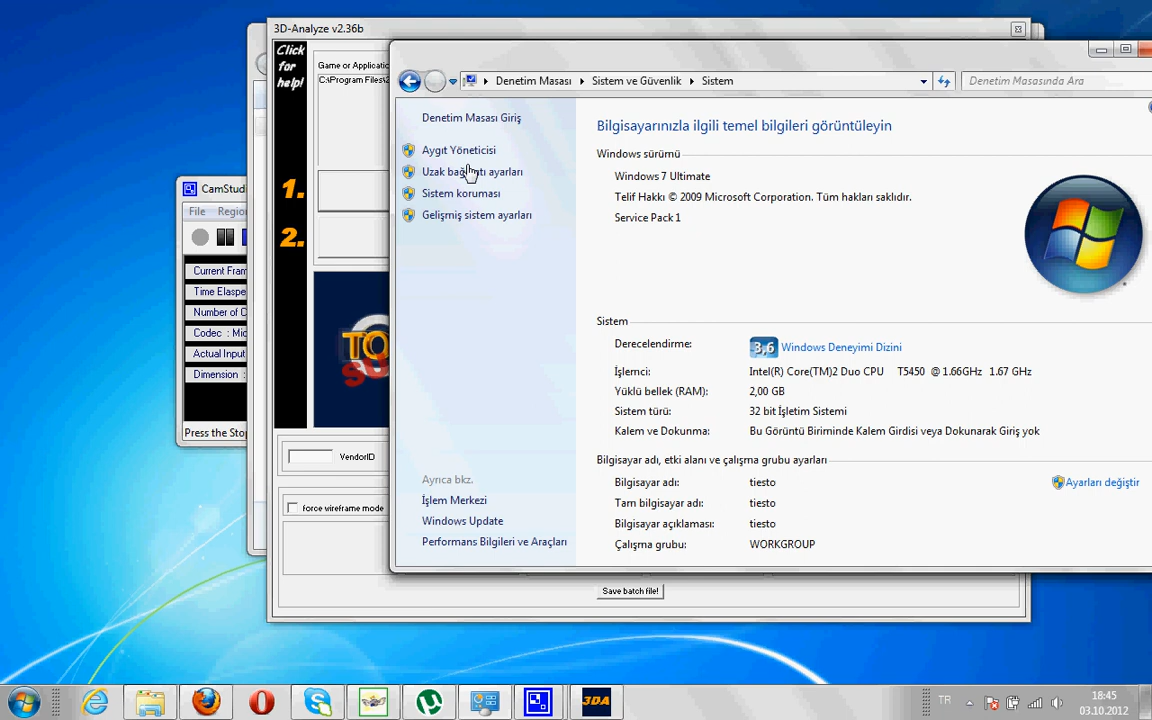 3D-Analyze v2.36b
Click
for
help!
Game or Applicatio
C:\Program Files\
1.
2.
VendorID
force wireframe mode
Save batch file!
CamStud
File Region
Current Fram
Time Elaspe
Number of C
Codec : Mic
Actual Input
Dimension :
Press the Stop
Denetim Masası Sistem ve Güvenlik Sistem
Denetim Masasında Ara
Denetim Masası Giriş
Aygıt Yöneticisi
Uzak bağlantı ayarları
Sistem koruması
Gelişmiş sistem ayarları
Ayrıca bkz.
İşlem Merkezi
Windows Update
Performans Bilgileri ve Araçları
Bilgisayarınızla ilgili temel bilgileri görüntüleyin
Windows sürümü
Windows 7 Ultimate
Telif Hakkı © 2009 Microsoft Corporation. Tüm hakları saklıdır.
Service Pack 1
Sistem
Derecelendirme: 3,6 Windows Deneyimi Dizini
İşlemci: Intel(R) Core(TM)2 Duo CPU T5450 @ 1.66GHz 1.67 GHz
Yüklü bellek (RAM): 2,00 GB
Sistem türü: 32 bit İşletim Sistemi
Kalem ve Dokunma: Bu Görüntü Biriminde Kalem Girdisi veya Dokunarak Giriş yok
Bilgisayar adı, etki alanı ve çalışma grubu ayarları
Bilgisayar adı: tiesto
Ayarları değiştir
Tam bilgisayar adı: tiesto
Bilgisayar açıklaması: tiesto
Çalışma grubu: WORKGROUP
3DA
TR
18:45
03.10.2012